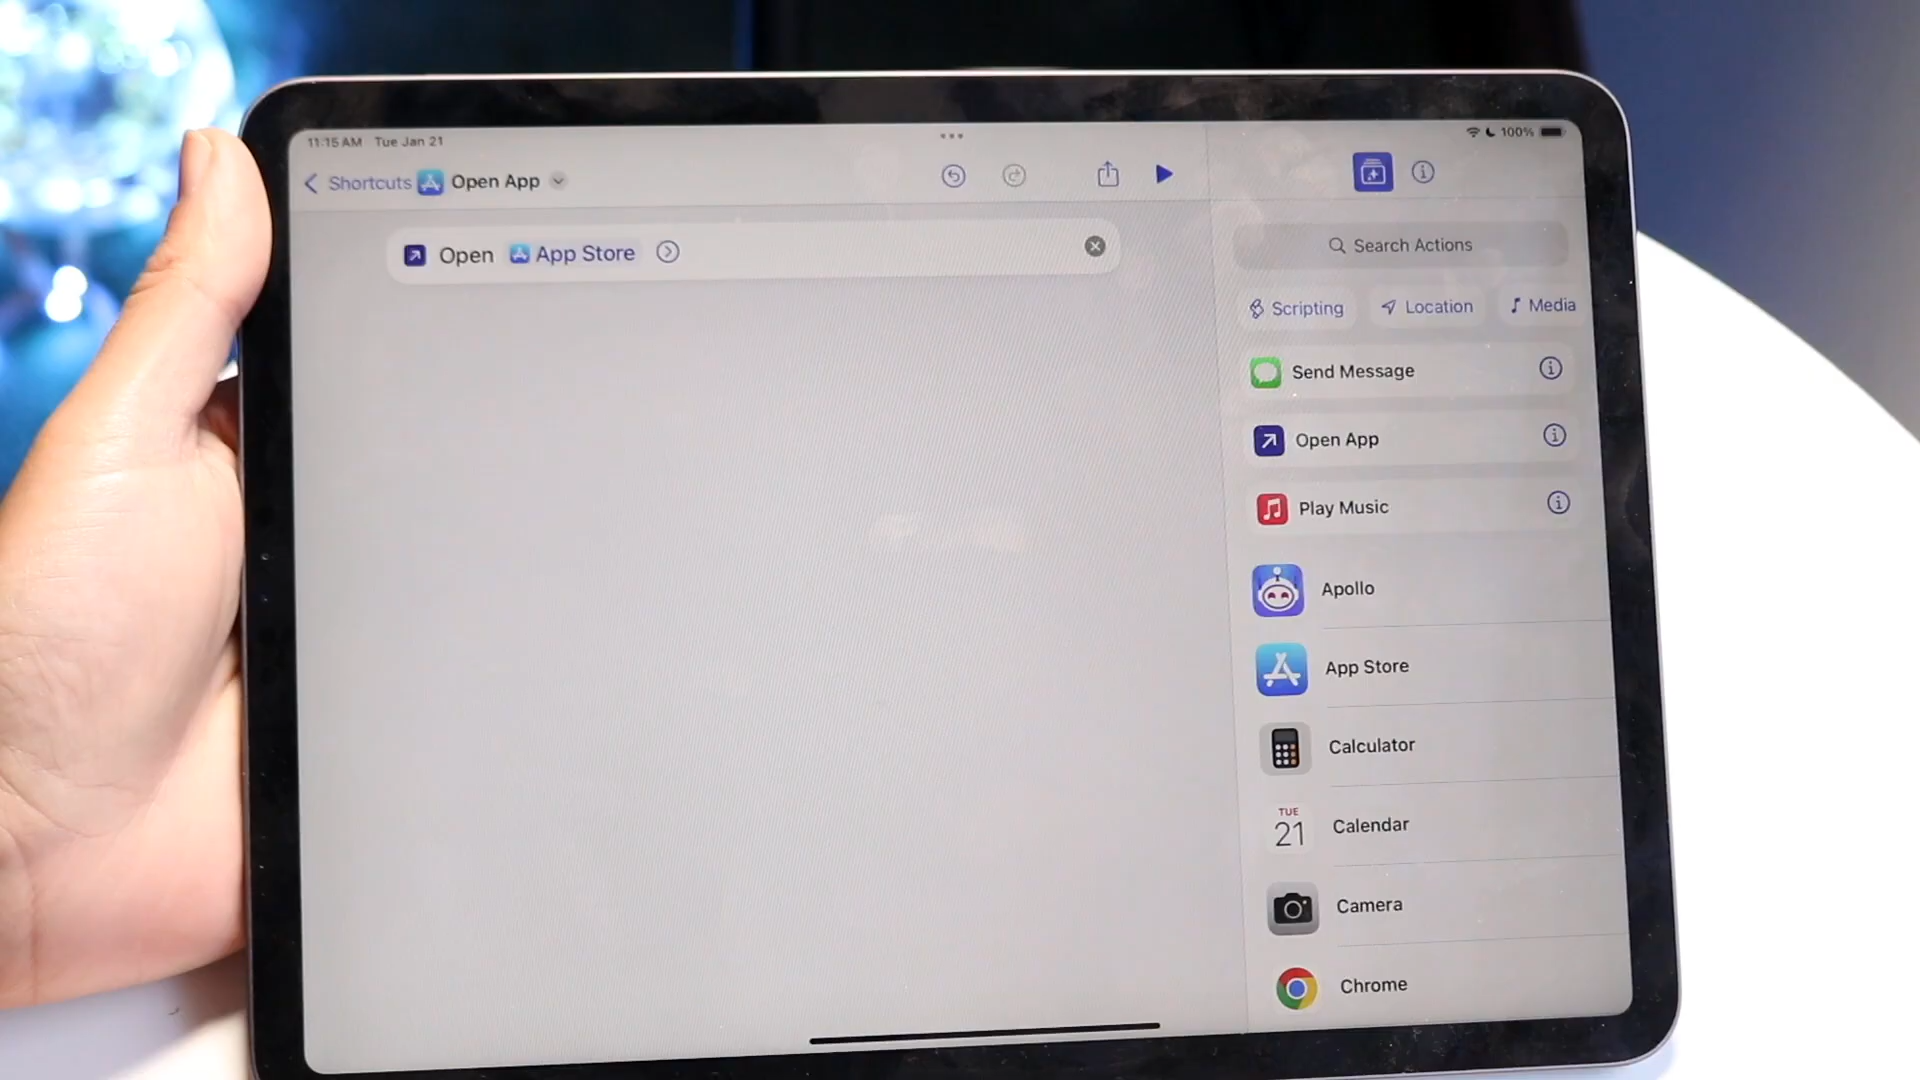 11:15 AM Tue Jan 21
100%
Shortcuts Open App
Open App Store
Search Actions
Scripting Location Media
Send Message
Open App
Play Music
Apollo
App Store
Calculator
TUE
21
Calendar
Camera
Chrome